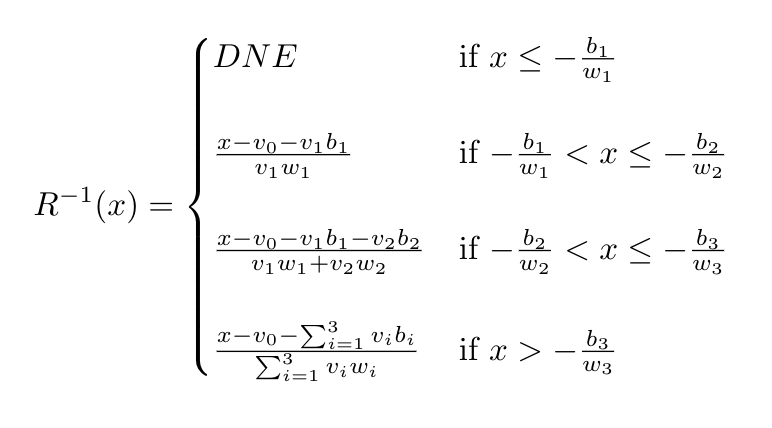 R^{-1}(x) = \begin{cases} DNE & \text{if } x \leq -\frac{b_1}{w_1} \\
\frac{x-v_0-v_1b_1}{v_1w_1} & \text{if } -\frac{b_1}{w_1} < x \leq -\frac{b_2}{w_2} \\
\frac{x-v_0-v_1b_1-v_2b_2}{v_1w_1+v_2w_2} & \text{if } -\frac{b_2}{w_2} < x \leq -\frac{b_3}{w_3} \\
\frac{x-v_0-\sum_{i=1}^{3} v_ib_i}{\sum_{i=1}^{3} v_iw_i} & \text{if } x > -\frac{b_3}{w_3} \end{cases}